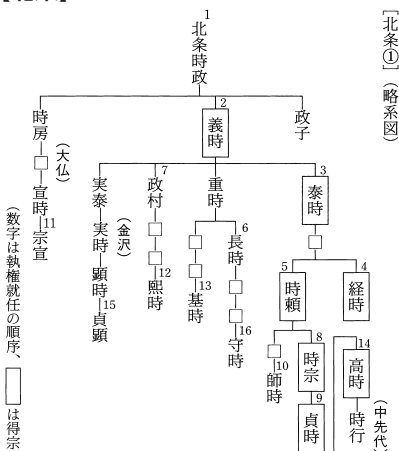 ［北条①］（略系図）
1
北条時政
政子
2
義時
時房
□
宣時
11
宗宣
（大仏）
3
泰時
重時
7
政村
実泰
実時
顕時
15
貞顕
（金沢）
□
□
12
熙時
6
長時
□
□
16
守時
□
□
13
基時
□
4
経時
5
時頼
8
時宗
□
10
師時
9
貞時
14
高時
時行
（中先代）
（数字は執権就任の順序、□は得宗